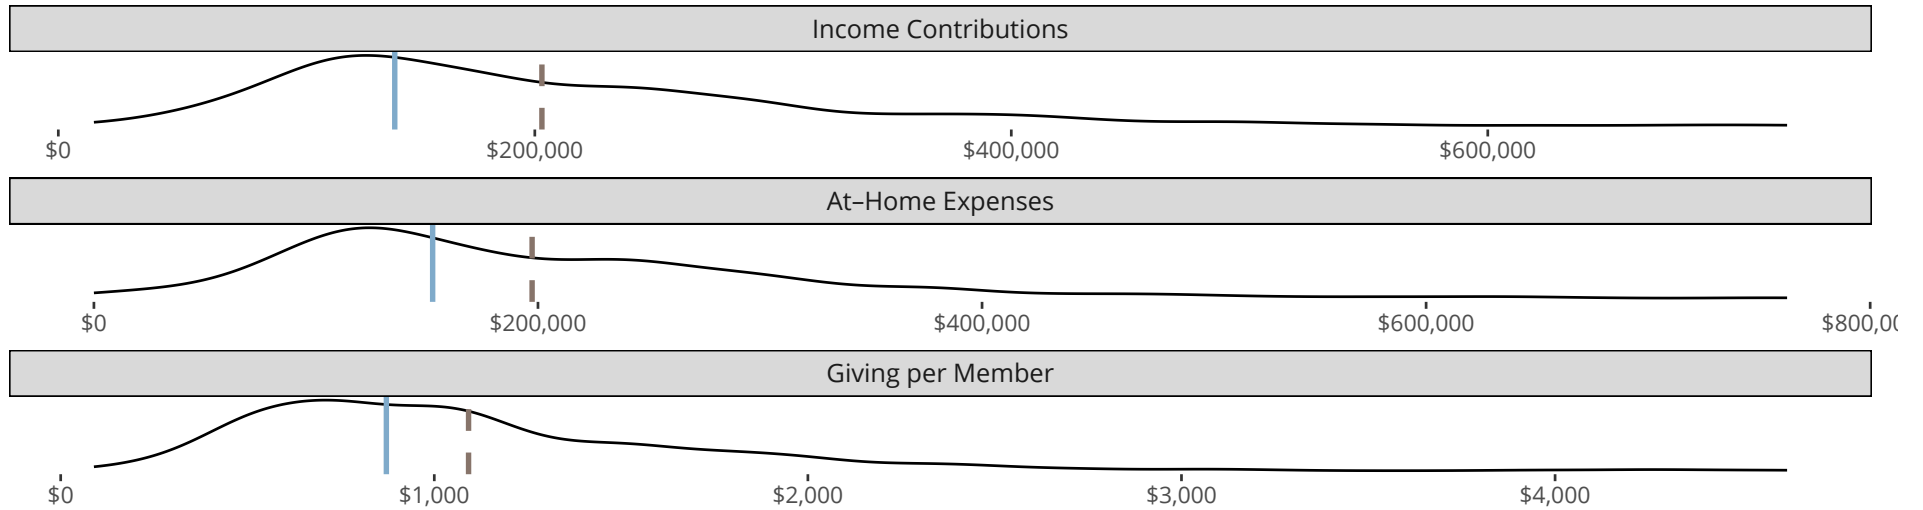 Income Contributions
$0 $200,000 $400,000 $600,000
At–Home Expenses
$0 $200,000 $400,000 $600,000
Giving per Member
$0 $1,000 $2,000 $3,000 $4,000